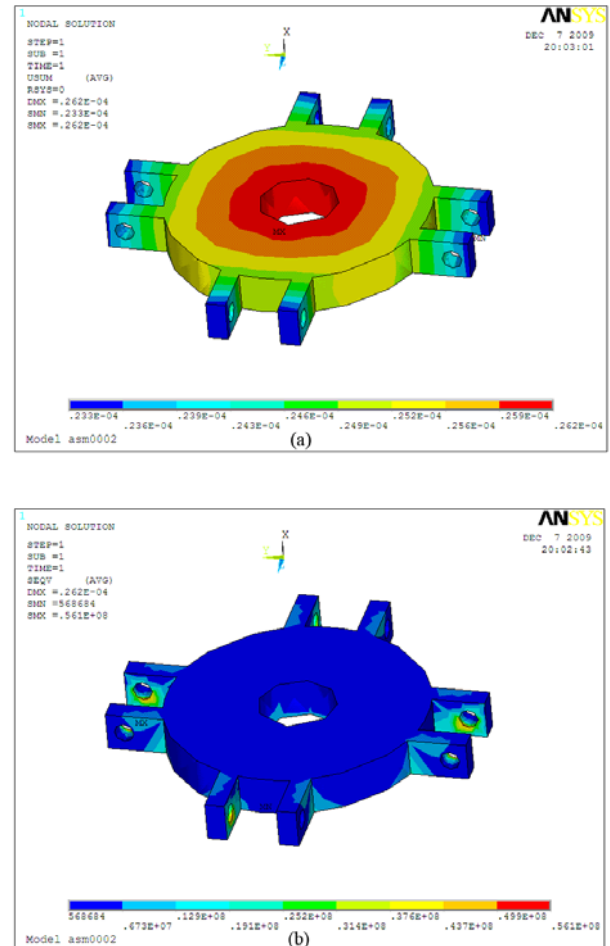 1
NODAL SOLUTION
ANSYS
DEC 7 2009
20:03:01
STEP=1
SUB =1
TIME=1
USUM (AVG)
RSYS=0
DMX =.262E-04
SMN =.233E-04
SMX =.262E-04
X
Y
MX
MN
.233E-04 .239E-04 .246E-04 .252E-04 .259E-04
.236E-04 .243E-04 .249E-04 .256E-04 .262E-04
Model asm0002
(a)
1
NODAL SOLUTION
ANSYS
DEC 7 2009
20:02:43
STEP=1
SUB =1
TIME=1
SEQV (AVG)
DMX =.262E-04
SMN =568684
SMX =.561E+08
X
Y
MX
568684 .129E+08 .252E+08 .376E+08 .499E+08
.673E+07 .191E+08 .314E+08 .437E+08 .561E+08
Model asm0002
(b)